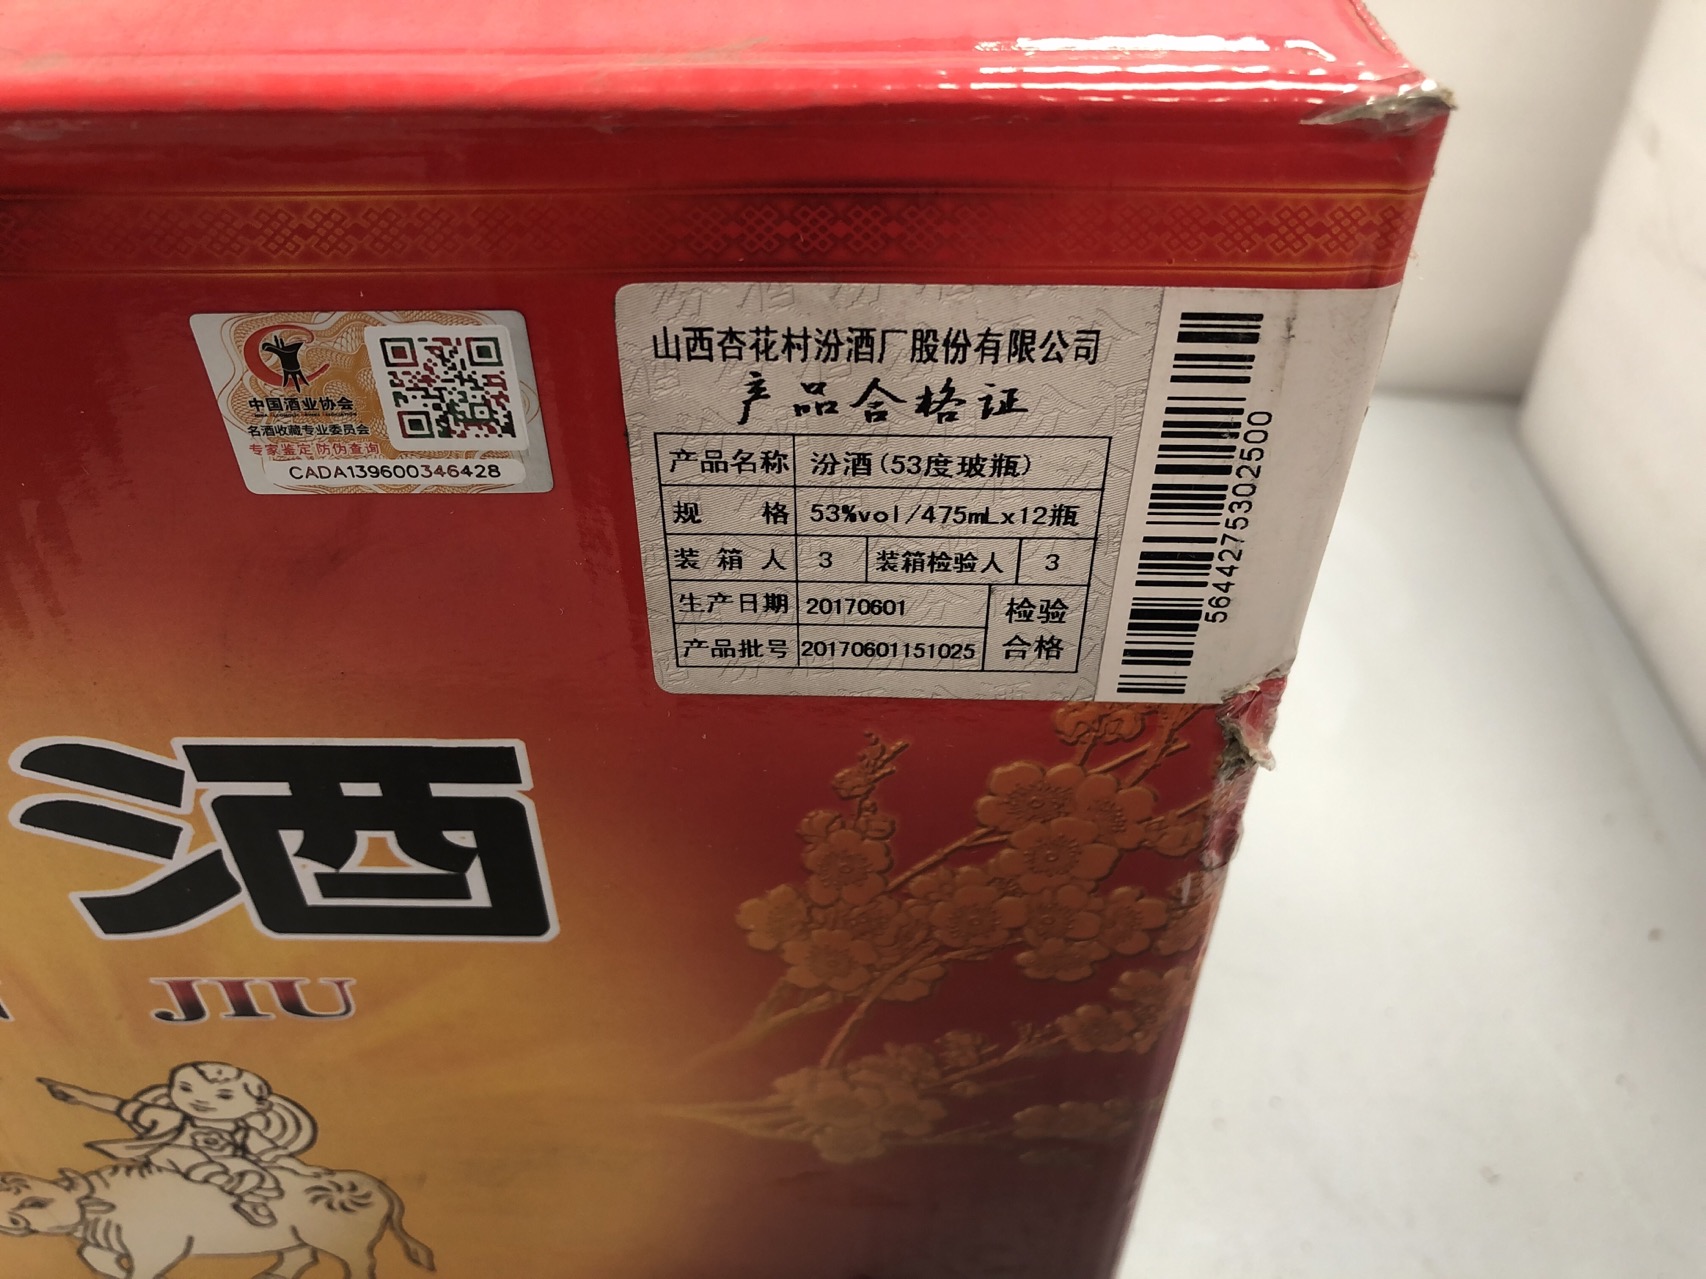 中国酒业协会
名酒收藏专业委员会
专家鉴定 防伪查询
CADA139600346428
山西杏花村汾酒厂股份有限公司
产品合格证
产品名称 汾酒(53度玻瓶)
规 格 53%vol/475mLx12瓶
装箱人 3 装箱检验人 3
生产日期 20170601 检验
产品批号 20170601151025 合格
5644275302500
酒
JIU